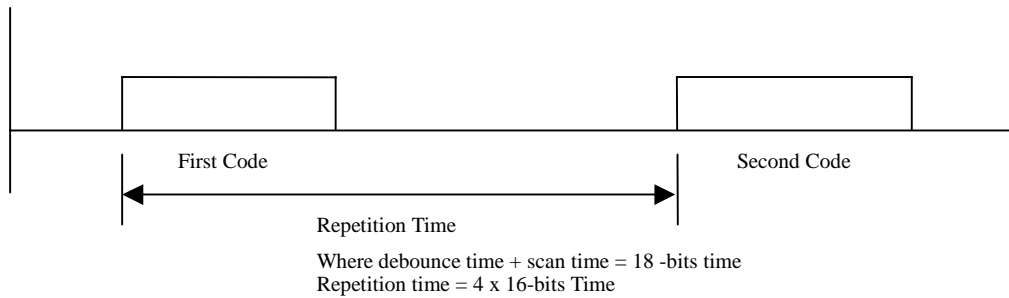 First Code
Second Code
Repetition Time
Where debounce time + scan time = 18 -bits time
Repetition time = 4 x 16-bits Time